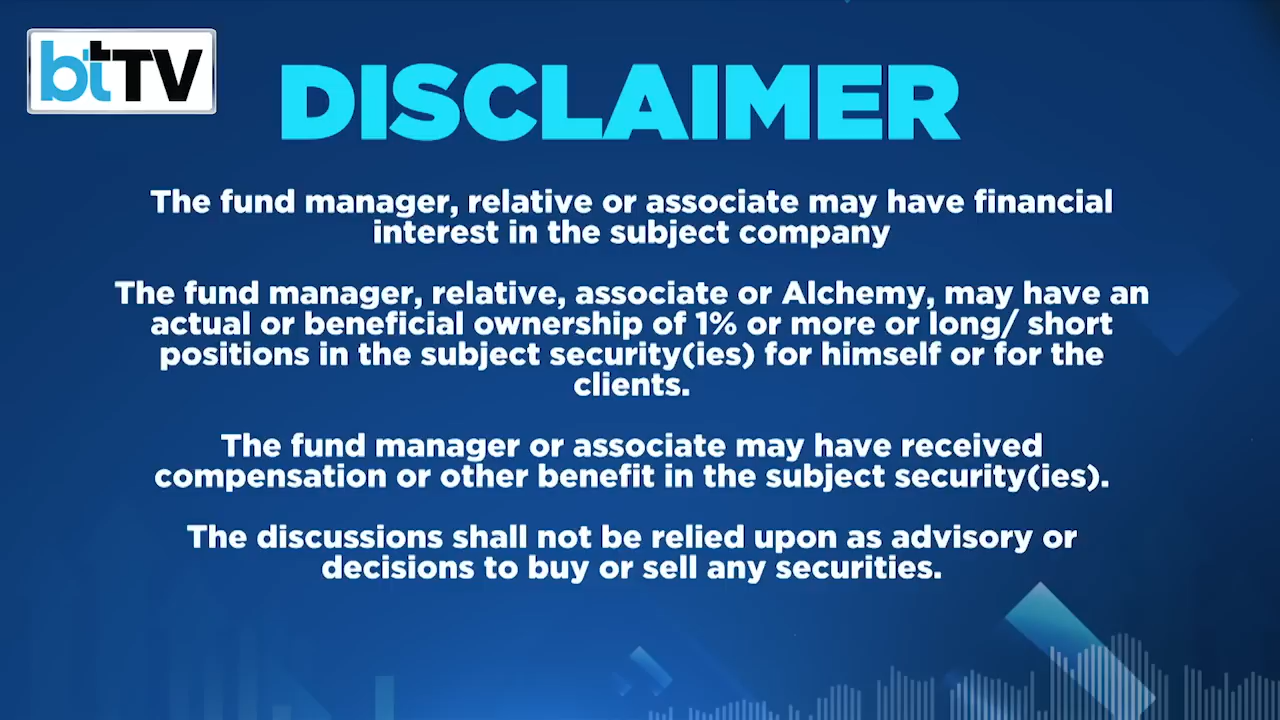 btTV
DISCLAIMER
The fund manager, relative or associate may have financial
interest in the subject company
The fund manager, relative, associate or Alchemy, may have an
actual or beneficial ownership of 1% or more or long/ short
positions in the subject security(ies) for himself or for the
clients.
The fund manager or associate may have received
compensation or other benefit in the subject security(ies).
The discussions shall not be relied upon as advisory or
decisions to buy or sell any securities.